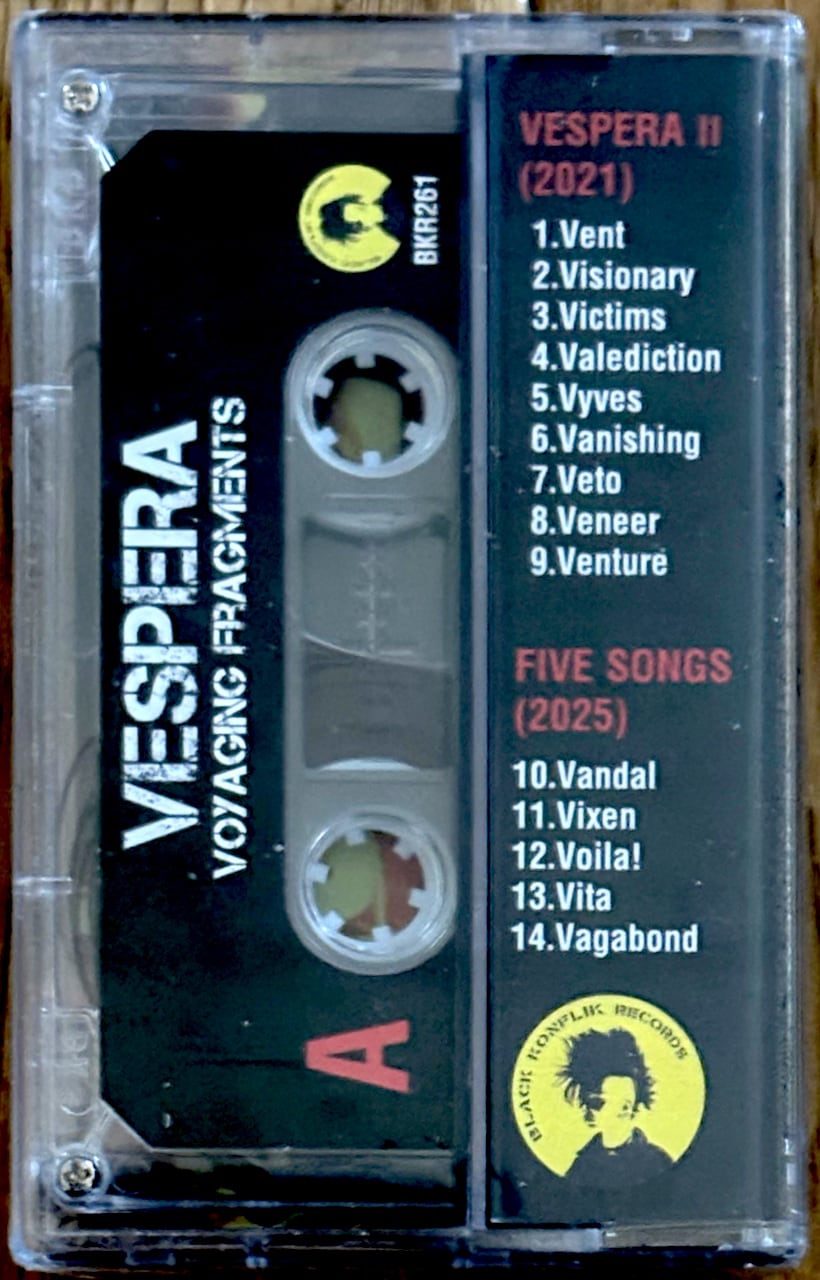 VESPERA
VOYAGING FRAGMENTS
BKR261
A
VESPERA II
(2021)
1.Vent
2.Visionary
3.Victims
4.Valediction
5.Vyves
6.Vanishing
7.Veto
8.Veneer
9.Venture
FIVE SONGS
(2025)
10.Vandal
11.Vixen
12.Voila!
13.Vita
14.Vagabond
BLACK KONFLIK RECORDS